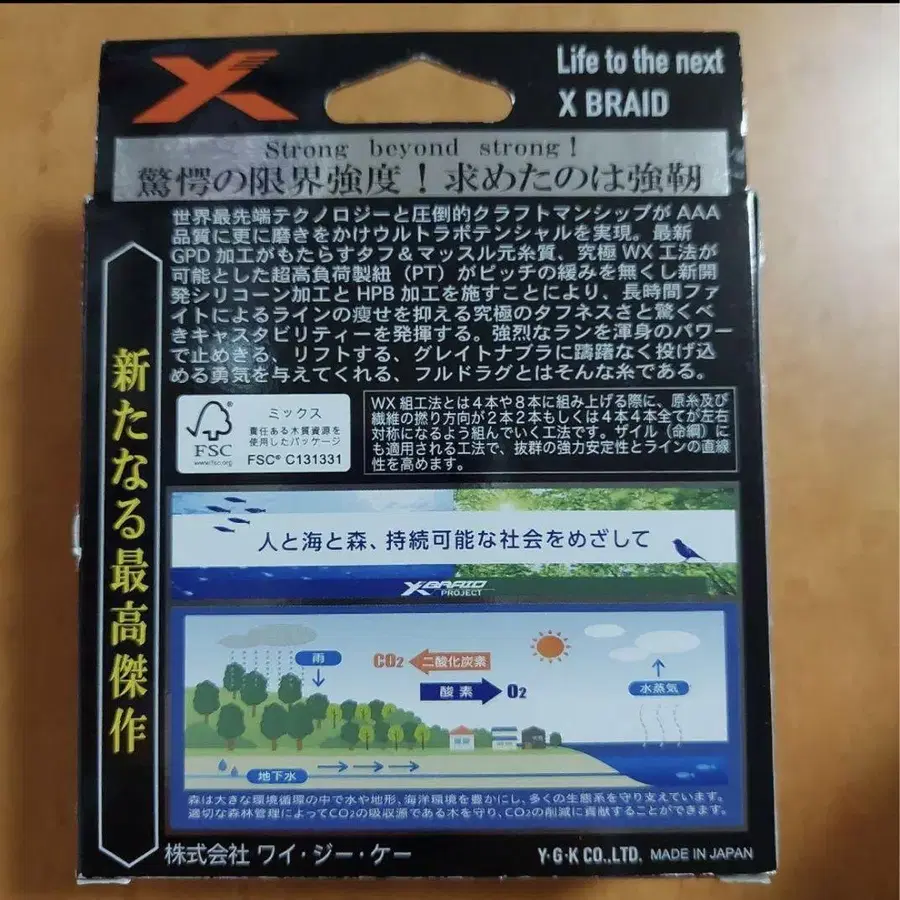 X
Life to the next
X BRAID
Strong beyond strong!
驚愕の限界強度！求めたのは強靭
世界最先端テクノロジーと圧倒的クラフトマンシップが AAA
品質に更に磨きをかけウルトラポテンシャルを実現。最新
GPD 加工がもたらすタフ＆マッスル元糸質、究極 WX 工法が
可能とした超高負荷製紐（PT）がピッチの緩みを無くし新開
発シリコーン加工と HPB 加工を施すことにより、長時間ファ
イトによるラインの痩せを抑える究極のタフネスさと驚くべ
きキャスタビリティーを発揮する。強烈なランを渾身のパワー
で止めきる、リフトする、グレイトナブラに躊躇なく投げ込
める勇気を与えてくれる、フルドラグとはそんな糸である。
新たなる最高傑作
FSC
www.fsc.org
ミックス
責任ある木質資源を
使用したパッケージ
FSC® C131331
WX 組工法とは４本や８本に組み上げる際に、原糸及び
繊維の撚り方向が２本２本もしくは４本４本全てが左右
対称になるよう組んでいく工法です。ザイル（命綱）に
も適用される工法で、抜群の強力安定性とラインの直線
性を高めます。
人と海と森、持続可能な社会をめざして
XBRAID
PROJECT
雨
CO2 二酸化炭素
酸素 O2
水蒸気
地下水
森は大きな環境循環の中で水や地形、海洋環境を豊かにし、多くの生態系を守り支えています。
適切な森林管理によってCO2の吸収源である木を守り、CO2の削減に貢献することができます。
株式会社 ワイ・ジー・ケー
Y・G・K CO.,LTD. MADE IN JAPAN